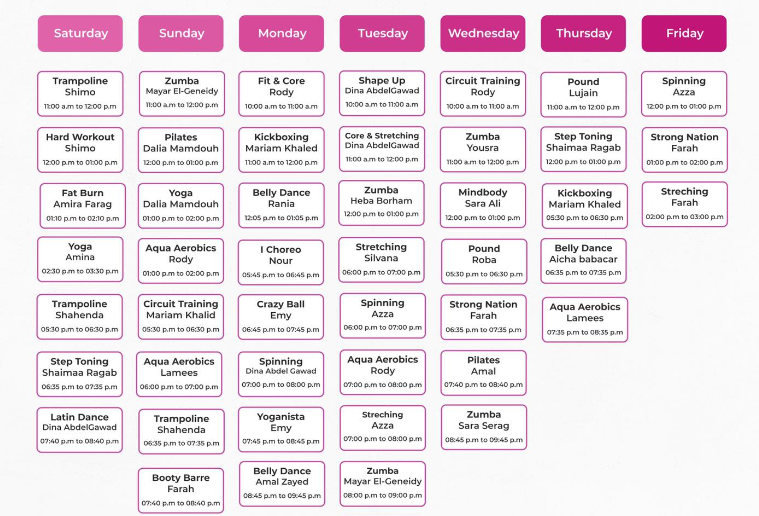 Saturday
Sunday
Monday
Tuesday
Wednesday
Thursday
Friday
Trampoline
Shimo
11:00 a.m to 12:00 p.m
Zumba
Mayar El-Geneidy
11:00 a.m to 12:00 p.m
Fit & Core
Rody
10:00 a.m to 11:00 a.m
Shape Up
Dina AbdelGawad
10:00 a.m to 11:00 a.m
Circuit Training
Rody
10:00 a.m to 11:00 a.m
Pound
Lujain
11:00 a.m to 12:00 p.m
Spinning
Azza
12:00 p.m to 01:00 p.m
Hard Workout
Shimo
12:00 p.m to 01:00 p.m
Pilates
Dalia Mamdouh
12:00 p.m to 01:00 p.m
Kickboxing
Mariam Khaled
11:00 a.m to 12:00 p.m
Core & Stretching
Dina AbdelGawad
11:00 a.m to 12:00 p.m
Zumba
Yousra
11:00 a.m to 12:00 p.m
Step Toning
Shaimaa Ragab
12:00 p.m to 01:00 p.m
Strong Nation
Farah
01:00 p.m to 02:00 p.m
Fat Burn
Amira Farag
01:10 p.m to 02:10 p.m
Yoga
Dalia Mamdouh
01:00 p.m to 02:00 p.m
Belly Dance
Rania
12:05 p.m to 01:05 p.m
Zumba
Heba Borham
12:00 p.m to 01:00 p.m
Mindbody
Sara Ali
12:00 p.m to 01:00 p.m
Kickboxing
Mariam Khaled
05:30 p.m to 06:30 p.m
Streching
Farah
02:00 p.m to 03:00 p.m
Yoga
Amina
02:30 p.m to 03:30 p.m
Aqua Aerobics
Rody
01:00 p.m to 02:00 p.m
I Choreo
Nour
05:45 p.m to 06:45 p.m
Stretching
Silvana
06:00 p.m to 07:00 p.m
Pound
Roba
05:30 p.m to 06:30 p.m
Belly Dance
Aicha babacar
06:35 p.m to 07:35 p.m
Trampoline
Shahenda
05:30 p.m to 06:30 p.m
Circuit Training
Mariam Khalid
05:30 p.m to 06:30 p.m
Crazy Ball
Emy
06:45 p.m to 07:45 p.m
Spinning
Azza
06:00 p.m to 07:00 p.m
Strong Nation
Farah
06:35 p.m to 07:35 p.m
Aqua Aerobics
Lamees
07:35 p.m to 08:35 p.m
Step Toning
Shaimaa Ragab
06:35 p.m to 07:35 p.m
Aqua Aerobics
Lamees
06:00 p.m to 07:00 p.m
Spinning
Dina Abdel Gawad
07:00 p.m to 08:00 p.m
Aqua Aerobics
Rody
07:00 p.m to 08:00 p.m
Pilates
Amal
07:40 p.m to 08:40 p.m
Latin Dance
Dina AbdelGawad
07:40 p.m to 08:40 p.m
Trampoline
Shahenda
06:35 p.m to 07:35 p.m
Yoganista
Emy
07:45 p.m to 08:45 p.m
Streching
Azza
07:00 p.m to 08:00 p.m
Zumba
Sara Serag
08:45 p.m to 09:45 p.m
Booty Barre
Farah
07:40 p.m to 08:40 p.m
Belly Dance
Amal Zayed
08:45 p.m to 09:45 p.m
Zumba
Mayar El-Geneidy
08:00 p.m to 09:00 p.m